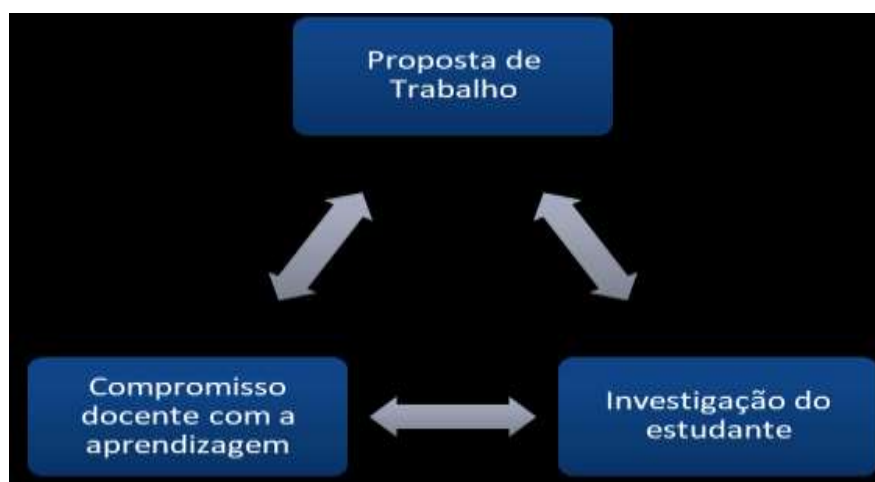 Proposta de
Trabalho
Compromisso
docente com a
aprendizagem
Investigação do
estudante